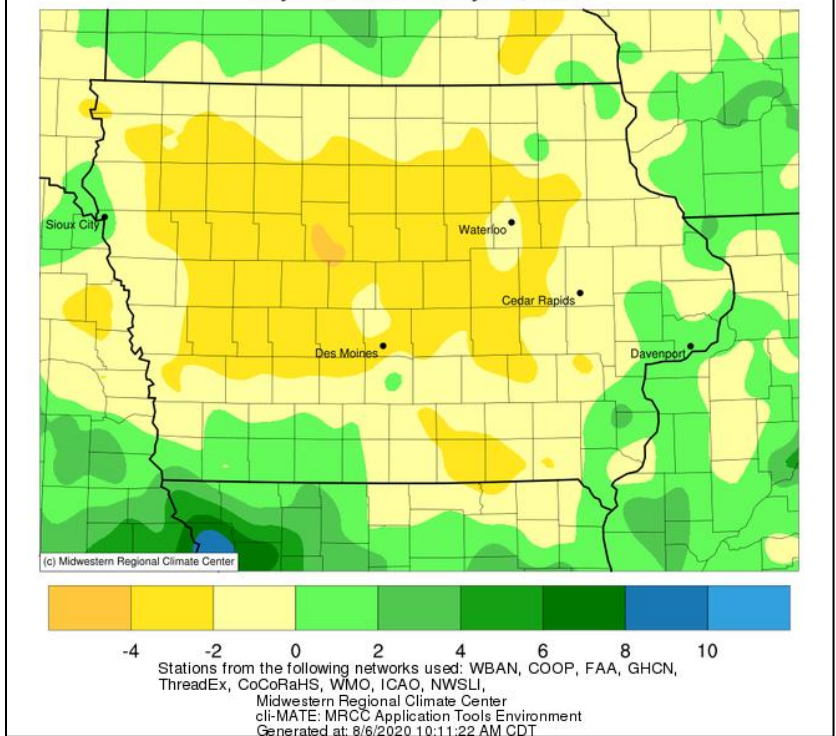 Sioux City
Waterloo
Cedar Rapids
Des Moines
Davenport
(c) Midwestern Regional Climate Center
-4 -2 0 2 4 6 8 10
Stations from the following networks used: WBAN, COOP, FAA, GHCN,
ThreadEx, CoCoRaHS, WMO, ICAO, NWSLI,
Midwestern Regional Climate Center
cli-MATE: MRCC Application Tools Environment
Generated at: 8/6/2020 10:11:22 AM CDT